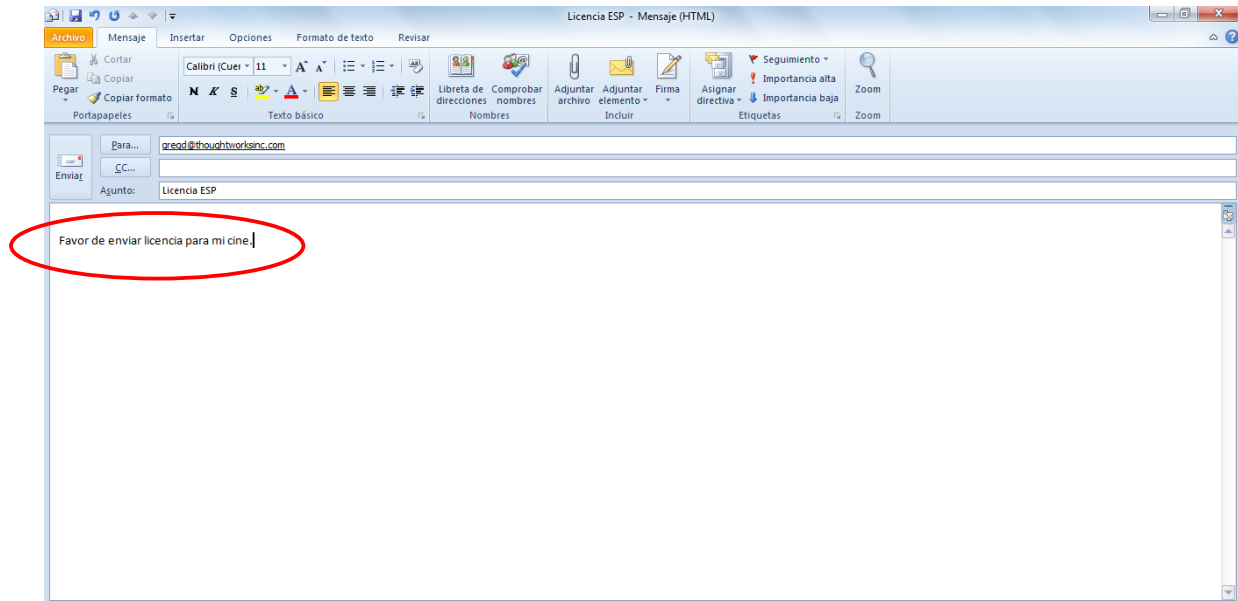 Licencia ESP - Mensaje (HTML)
Archivo Mensaje Insertar Opciones Formato de texto Revisar
Pegar
Cortar
Copiar
Copiar formato
Portapapeles
Calibri (Cuer 11
N K S
Texto básico
Libreta de direcciones
Comprobar nombres
Nombres
Adjuntar archivo
Adjuntar elemento
Firma
Incluir
Asignar directiva
Seguimiento
Importancia alta
Importancia baja
Etiquetas
Zoom
Zoom
Enviar
Para... gregd@thoughtworksinc.com
CC...
Asunto: Licencia ESP
Favor de enviar licencia para mi cine.